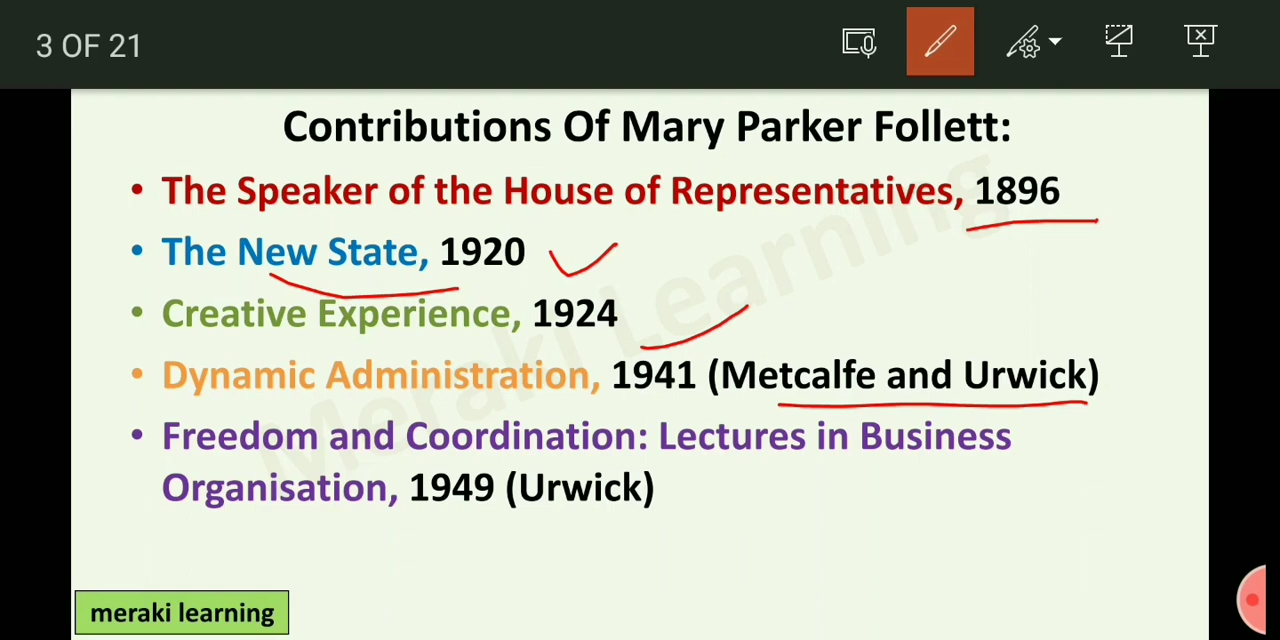 3 OF 21
Contributions Of Mary Parker Follett:
• The Speaker of the House of Representatives, 1896
• The New State, 1920
• Creative Experience, 1924
• Dynamic Administration, 1941 (Metcalfe and Urwick)
• Freedom and Coordination: Lectures in Business
Organisation, 1949 (Urwick)
Meraki Learning
meraki learning